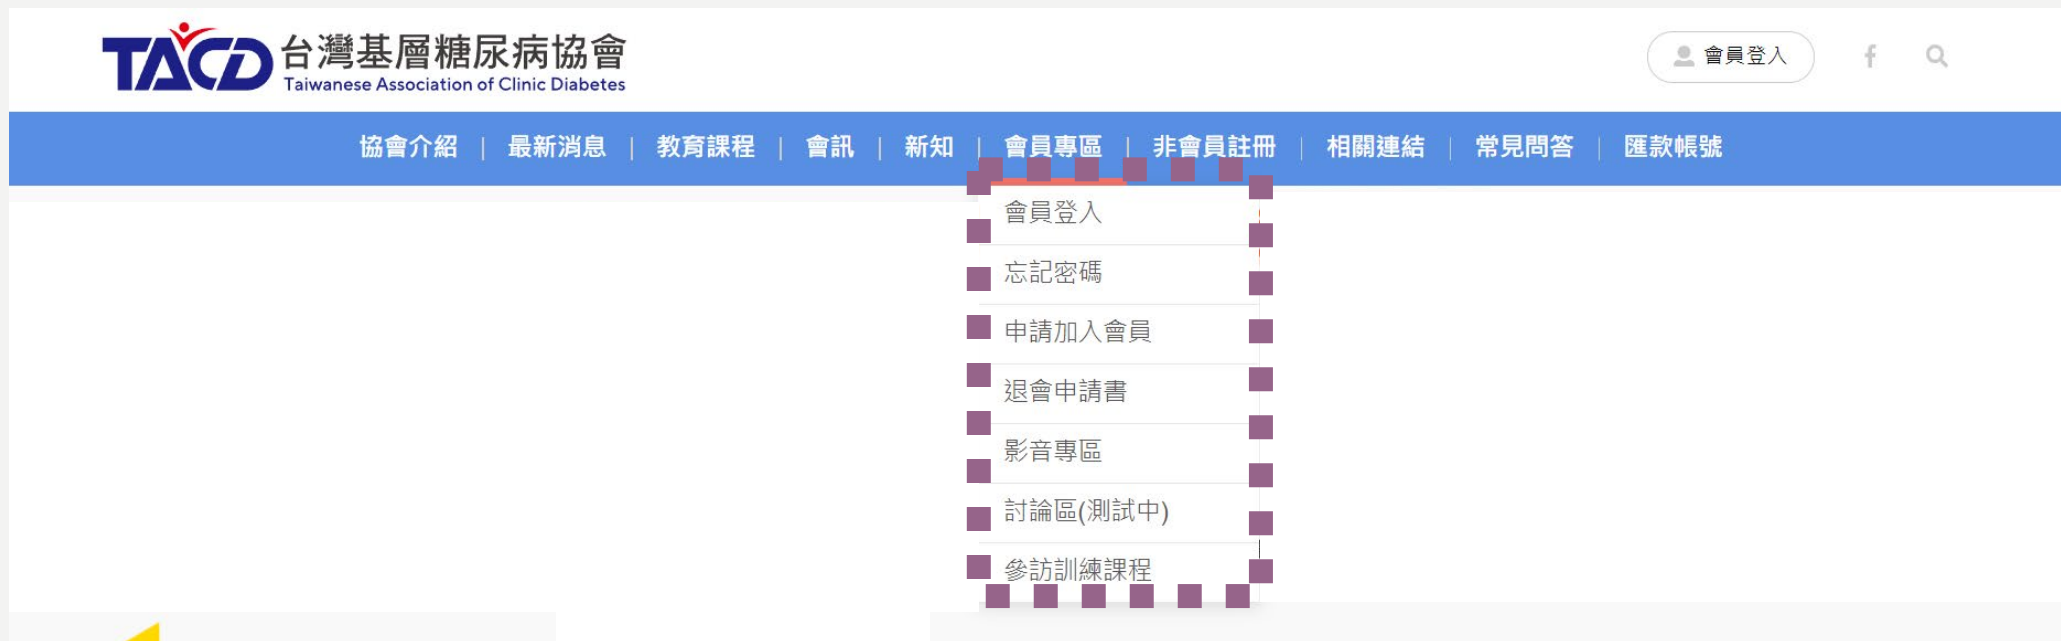 TACD 台灣基層糖尿病協會
Taiwanese Association of Clinic Diabetes
會員登入
協會介紹 | 最新消息 | 教育課程 | 會訊 | 新知 | 會員專區 | 非會員註冊 | 相關連結 | 常見問答 | 匯款帳號
會員登入
忘記密碼
申請加入會員
退會申請書
影音專區
討論區(測試中)
參訪訓練課程